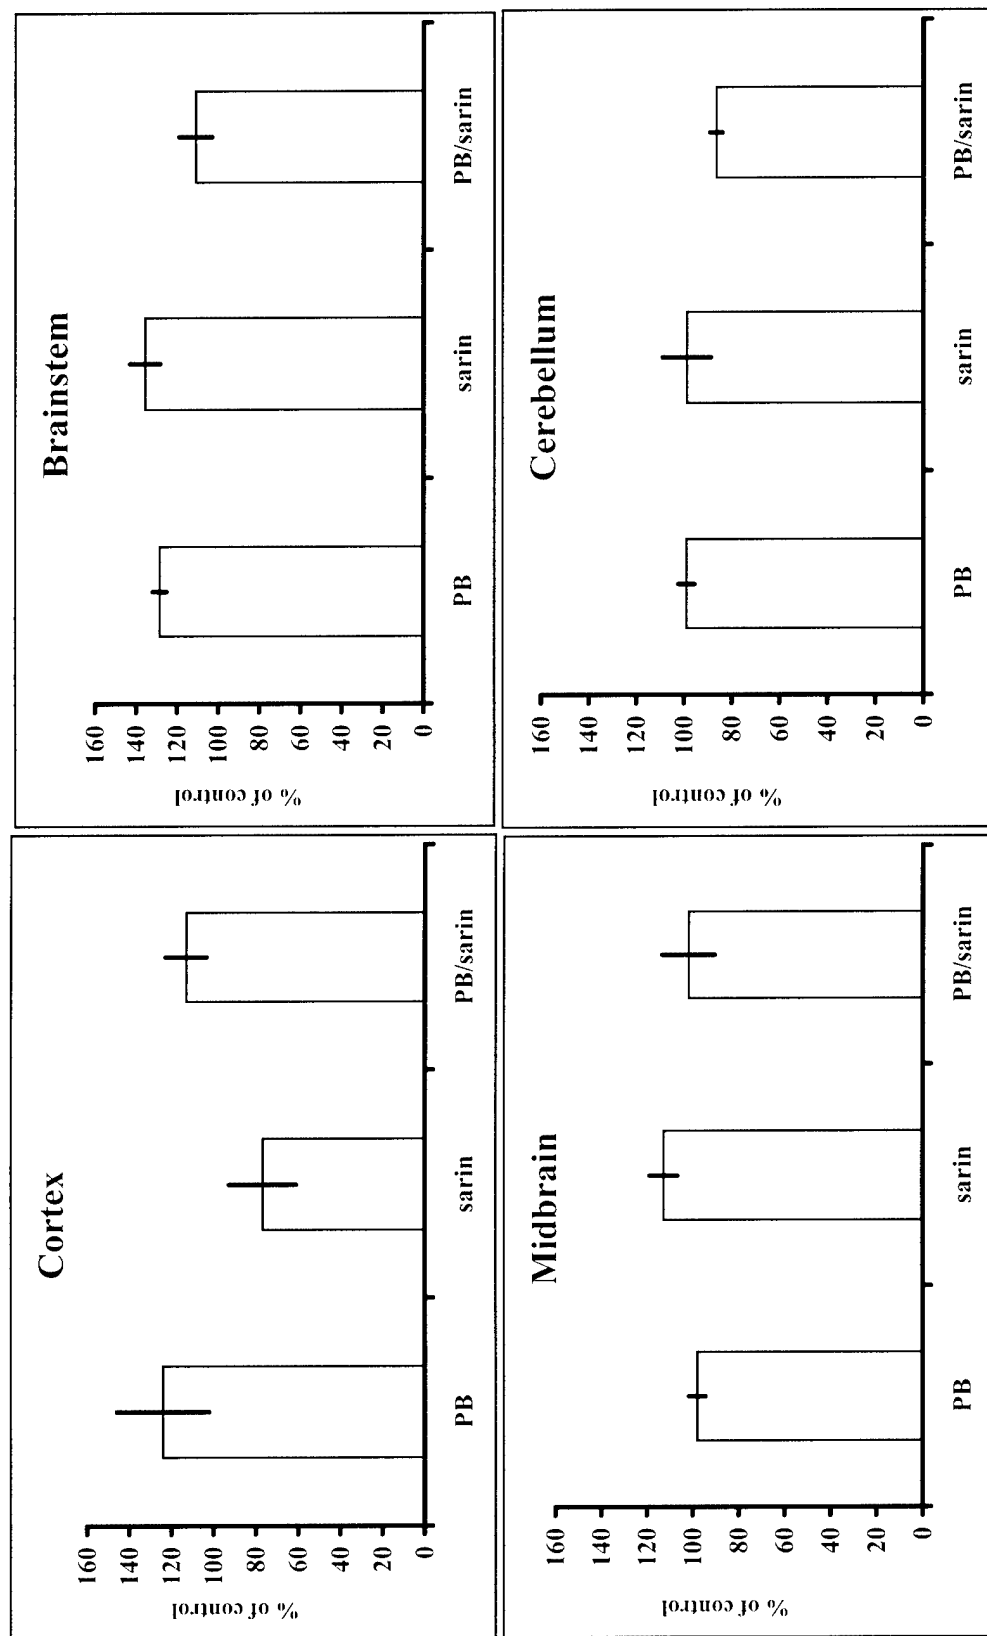 Cortex
% of control
160
140
120
100
80
60
40
20
0
PB
sarin
PB/sarin
Brainstem
% of control
160
140
120
100
80
60
40
20
0
PB
sarin
PB/sarin
Midbrain
% of control
160
140
120
100
80
60
40
20
0
PB
sarin
PB/sarin
Cerebellum
% of control
160
140
120
100
80
60
40
20
0
PB
sarin
PB/sarin